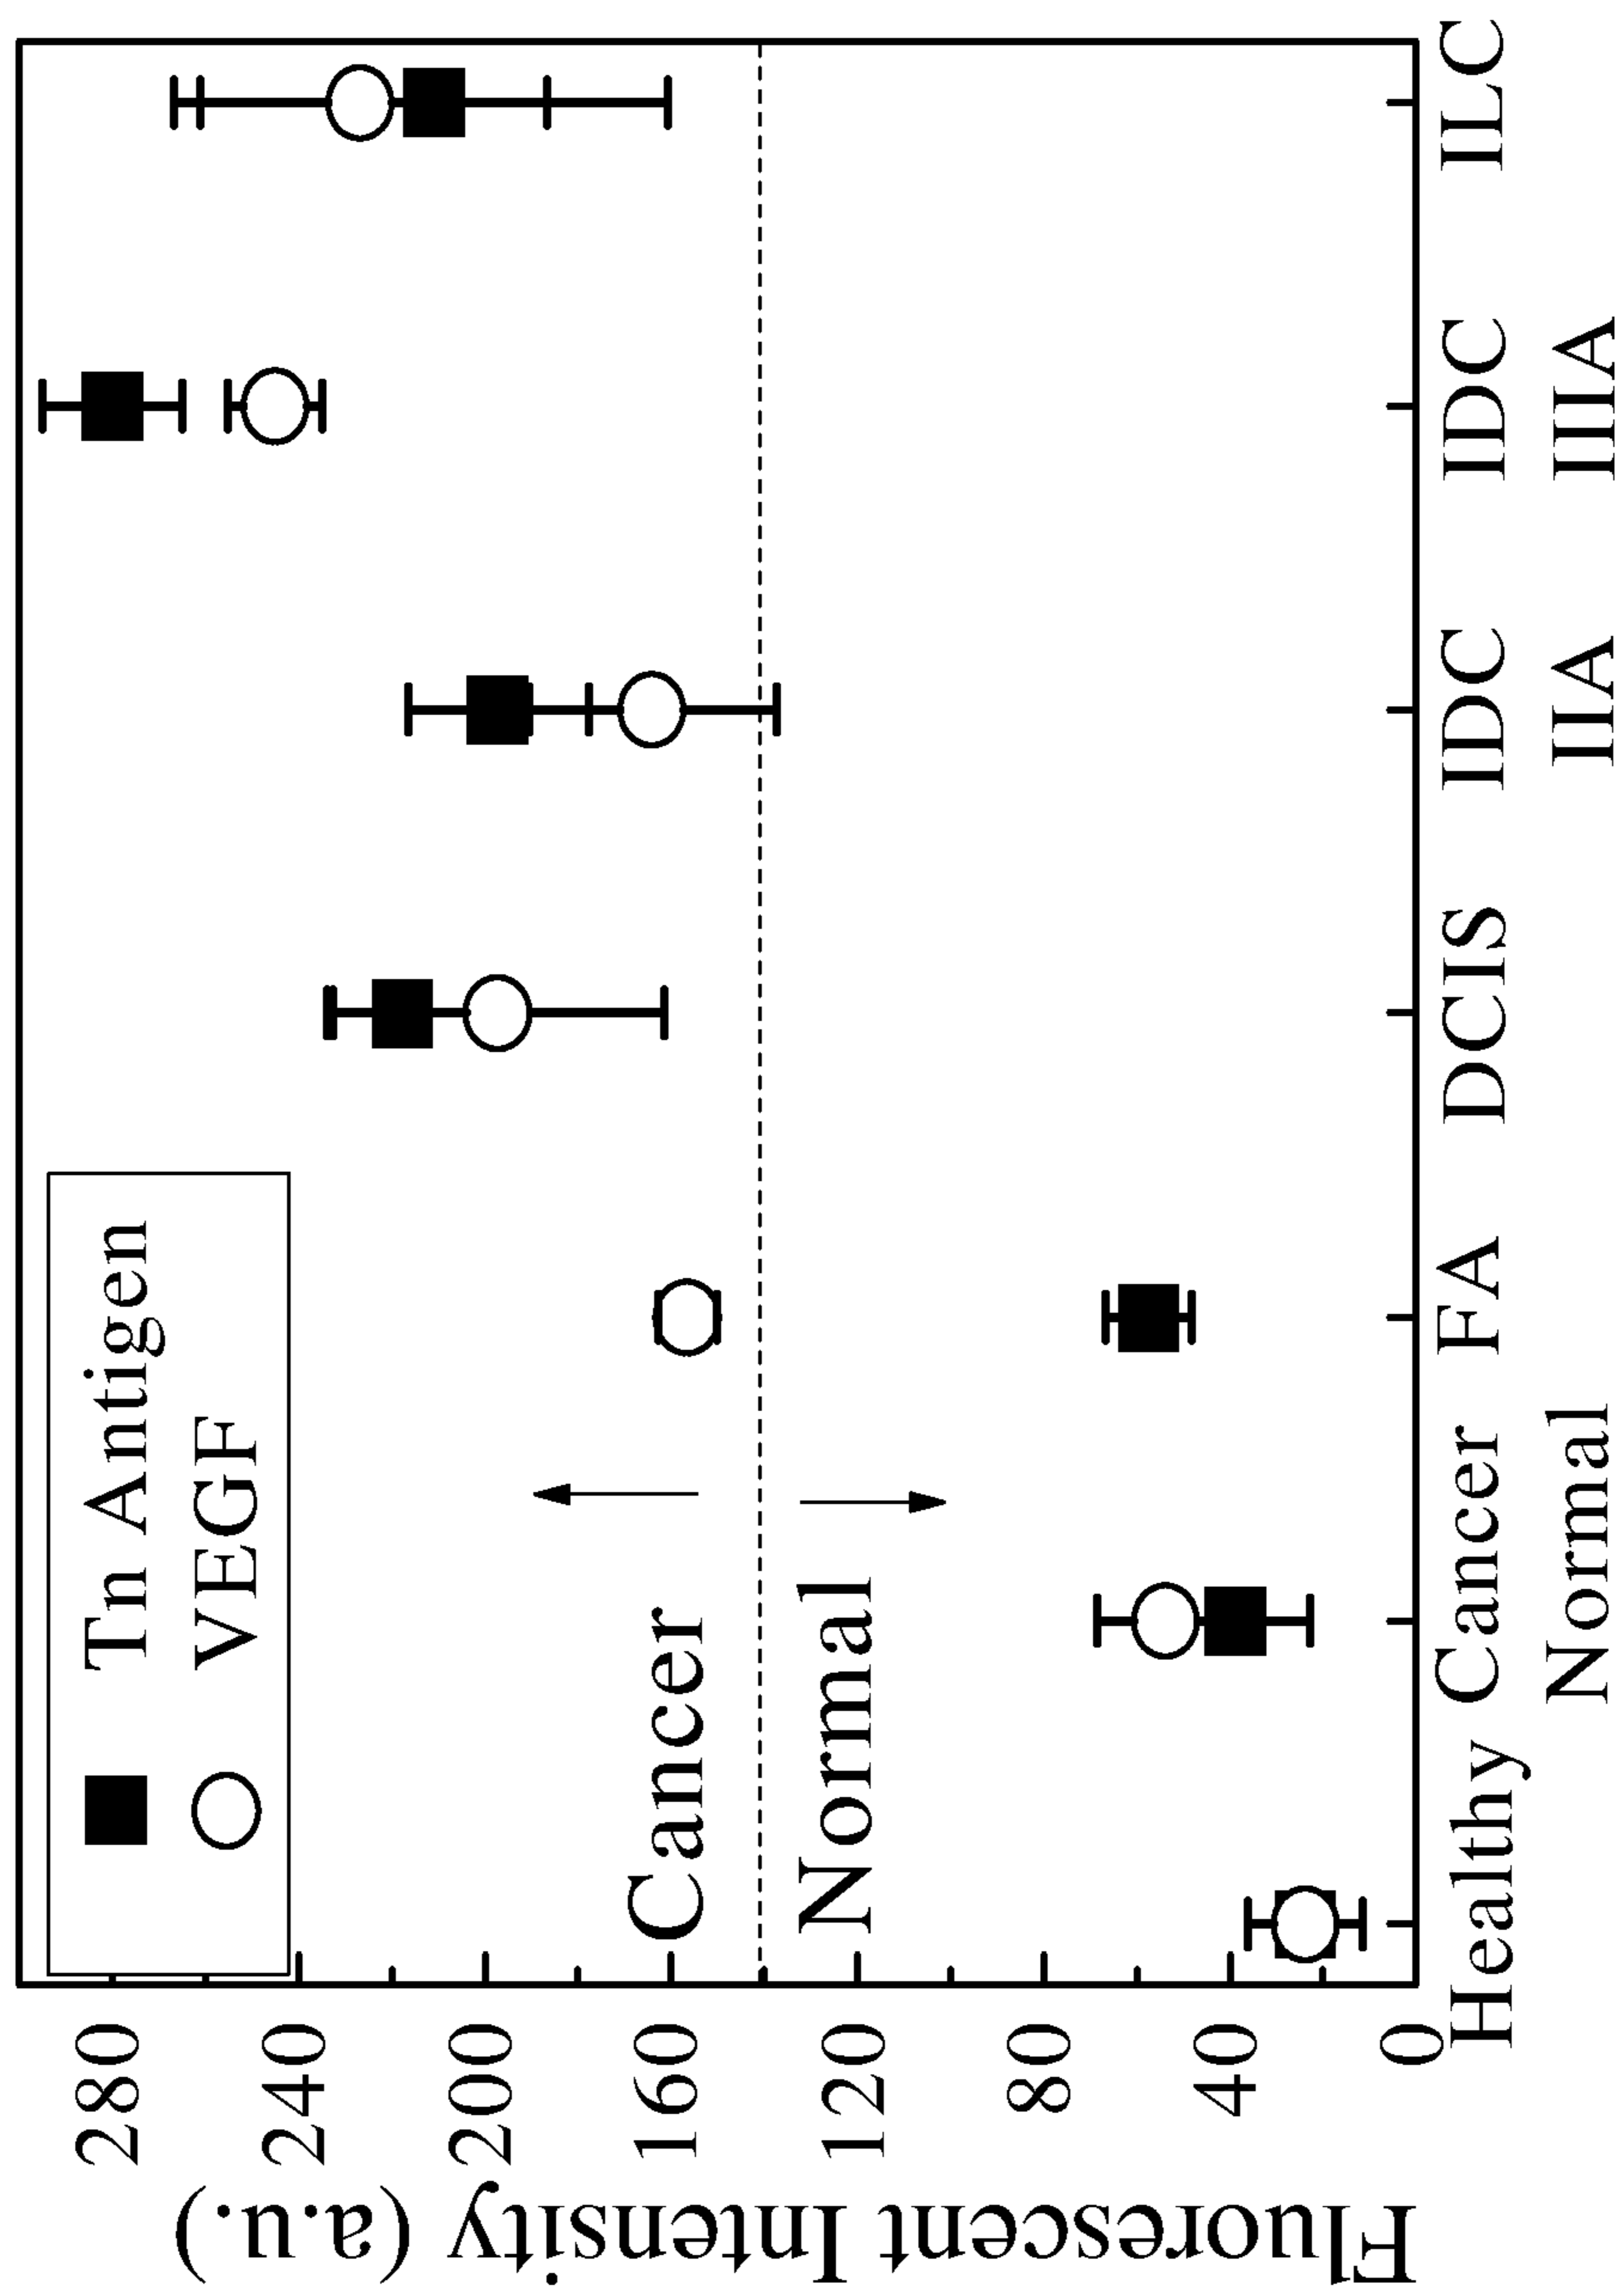 Fluorescent Intensity (a.u.)
280
240
200
160
120
80
40
0
Tn Antigen
VEGF
Cancer
Normal
Healthy Cancer FA DCIS IDC IDC ILC
Normal IIA IIIA